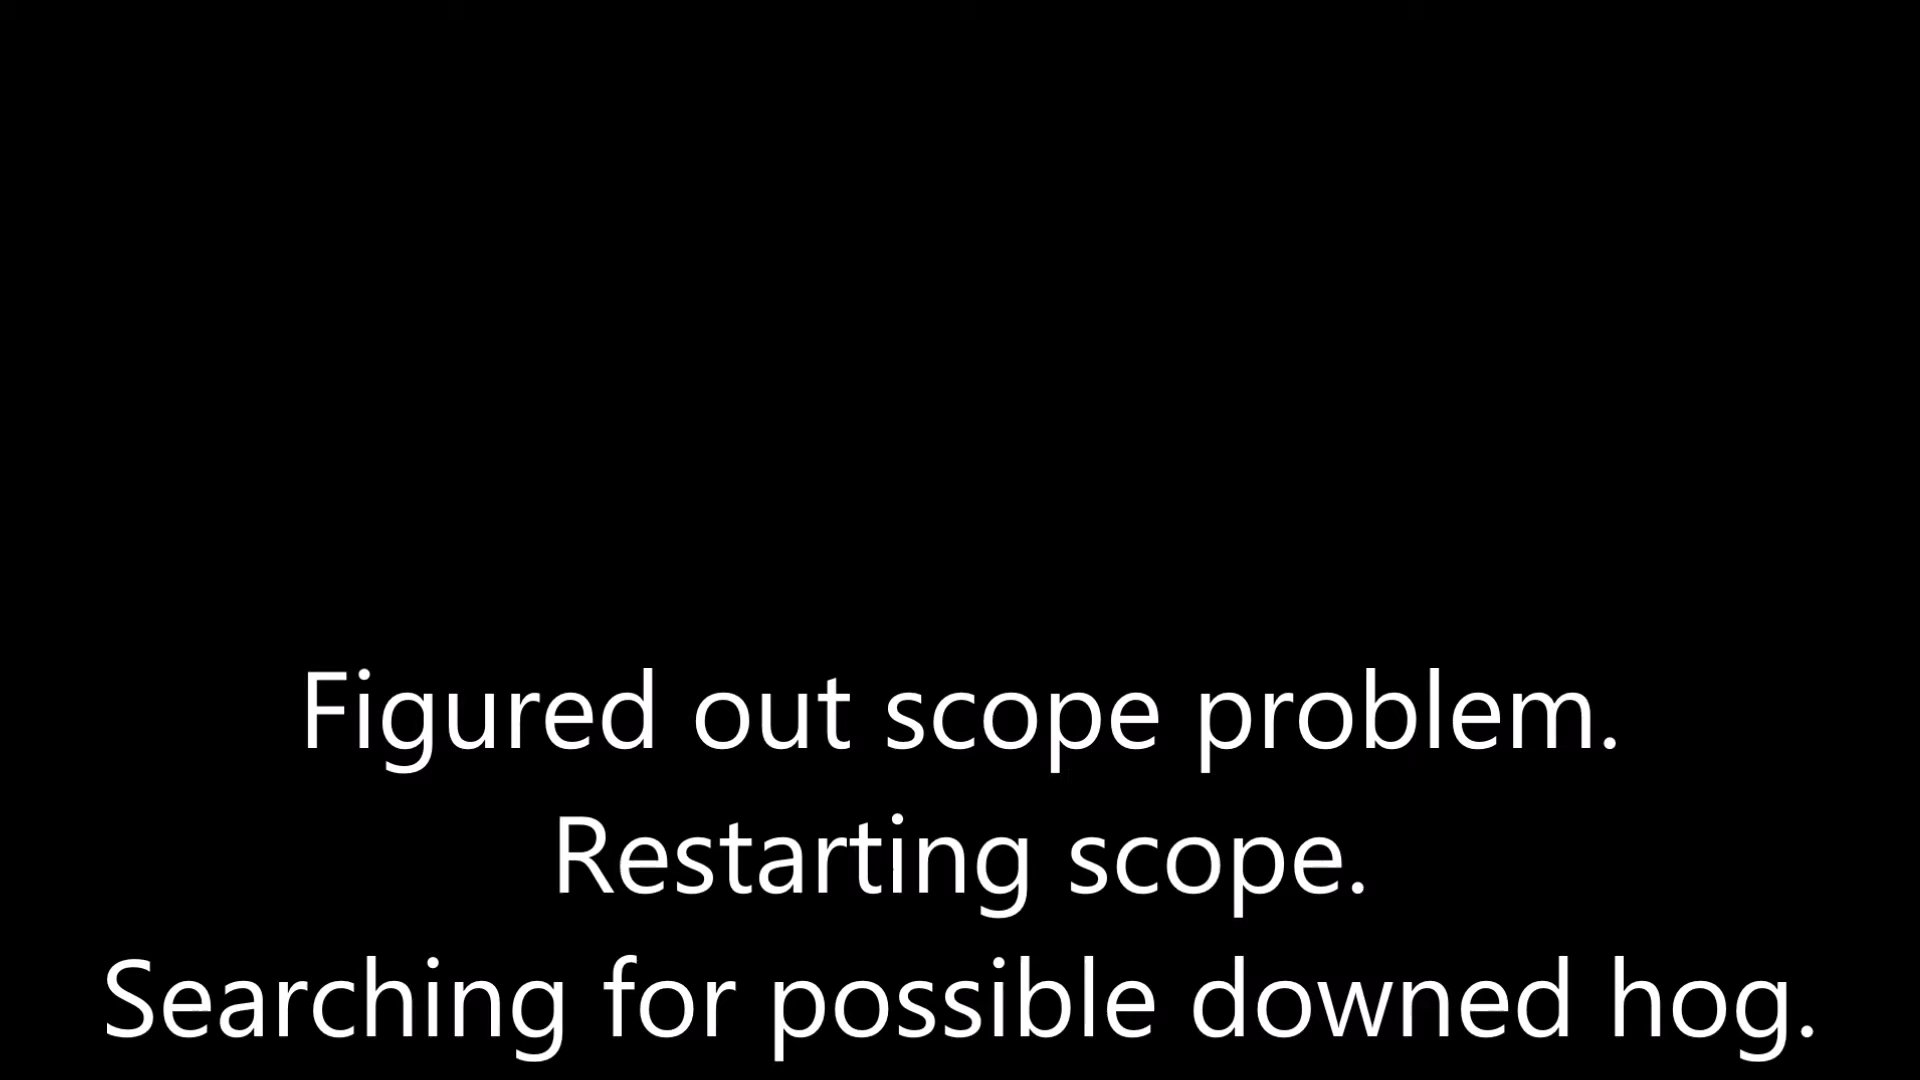 Figured out scope problem.
Restarting scope.
Searching for possible downed hog.